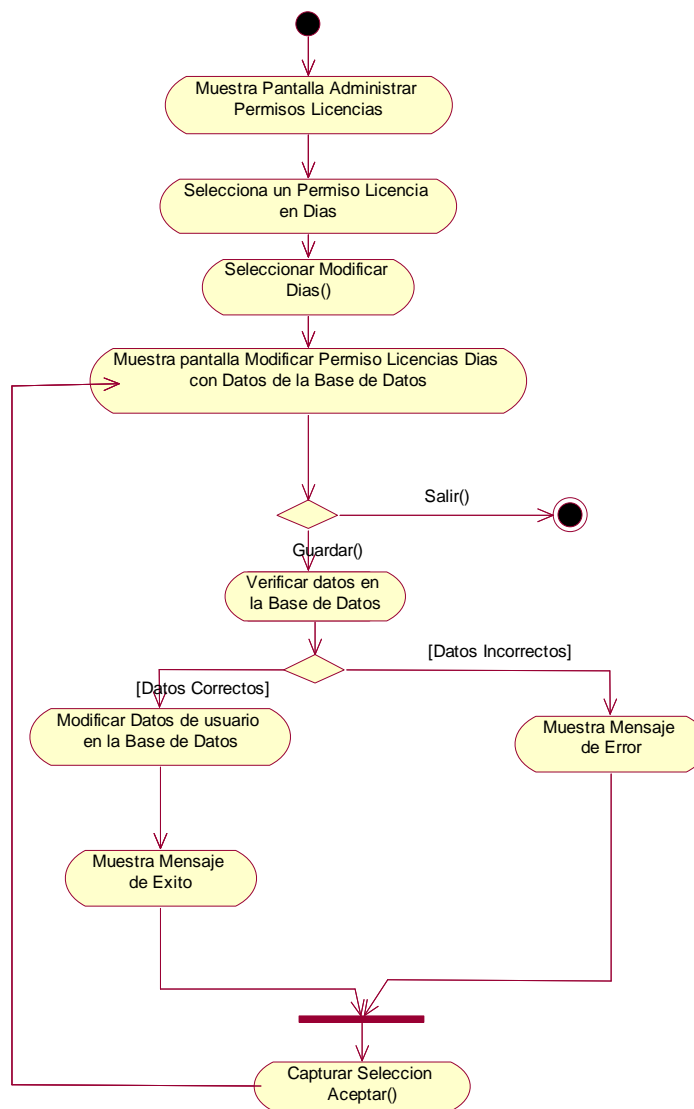 Muestra Pantalla Administrar
Permisos Licencias
Selecciona un Permiso Licencia
en Dias
Seleccionar Modificar
Dias()
Muestra pantalla Modificar Permiso Licencias Dias
con Datos de la Base de Datos
Salir()
Guardar()
Verificar datos en
la Base de Datos
[Datos Incorrectos]
[Datos Correctos]
Modificar Datos de usuario
en la Base de Datos
Muestra Mensaje
de Error
Muestra Mensaje
de Exito
Capturar Seleccion
Aceptar()